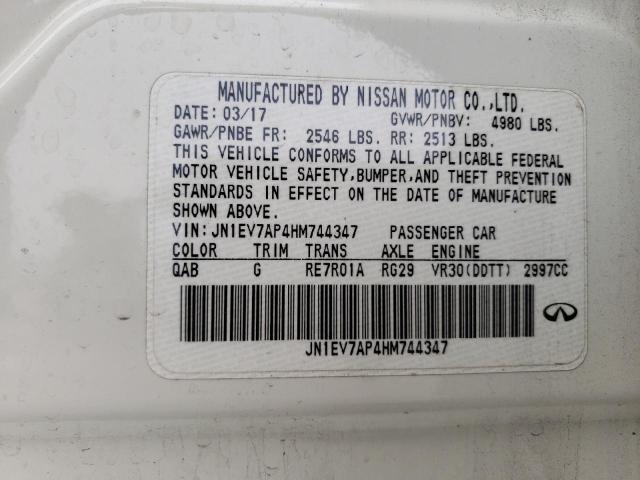 MANUFACTURED BY NISSAN MOTOR CO.,LTD.
DATE: 03/17 GVWR/PNBV: 4980 LBS.
GAWR/PNBE FR: 2546 LBS. RR: 2513 LBS.
THIS VEHICLE CONFORMS TO ALL APPLICABLE FEDERAL
MOTOR VEHICLE SAFETY,BUMPER,AND THEFT PREVENTION
STANDARDS IN EFFECT ON THE DATE OF MANUFACTURE
SHOWN ABOVE.
VIN:JN1EV7AP4HM744347 PASSENGER CAR
COLOR TRIM TRANS AXLE ENGINE
QAB G RE7R01A RG29 VR30(DDTT) 2997CC
JN1EV7AP4HM744347